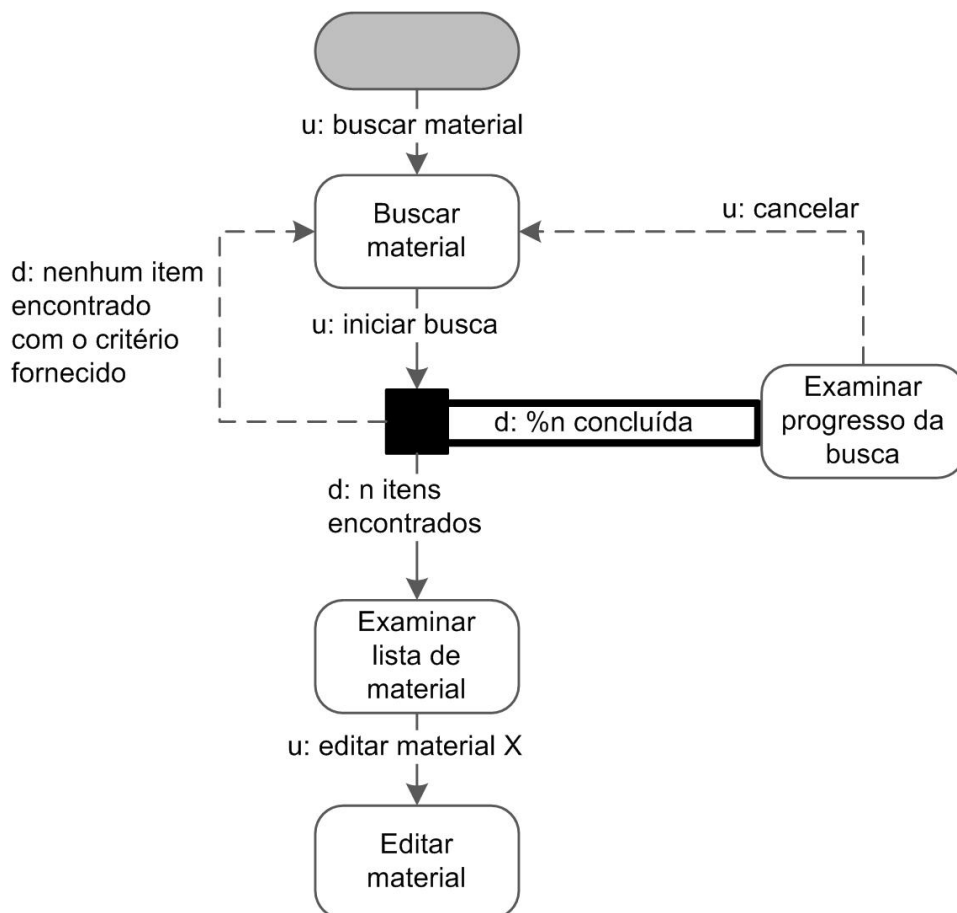 u: buscar material
Buscar
material
u: cancelar
d: nenhum item
encontrado
com o critério
fornecido
u: iniciar busca
d: %n concluída
Examinar
progresso da
busca
d: n itens
encontrados
Examinar
lista de
material
u: editar material X
Editar
material